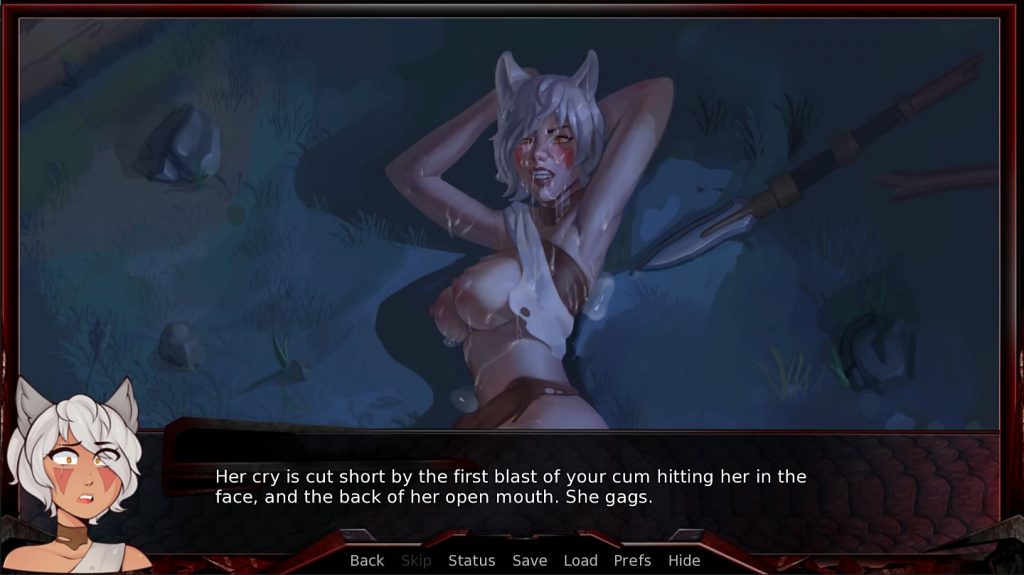 Her cry is cut short by the first blast of your cum hitting her in the
face, and the back of her open mouth. She gags.
Back Skip Status Save Load Prefs Hide